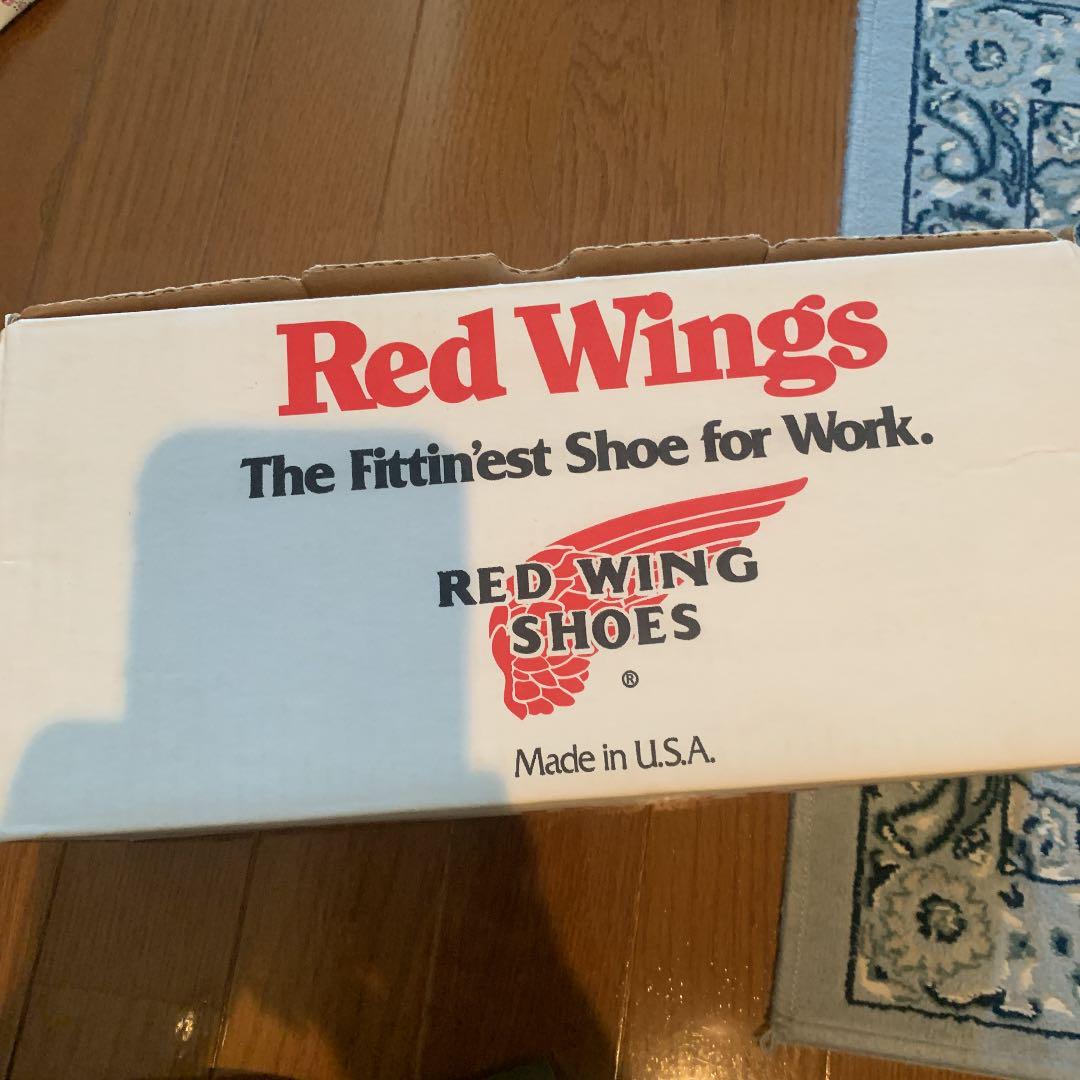 Red Wings
The Fittin'est Shoe for Work.
RED WING
SHOES
®
Made in U.S.A.